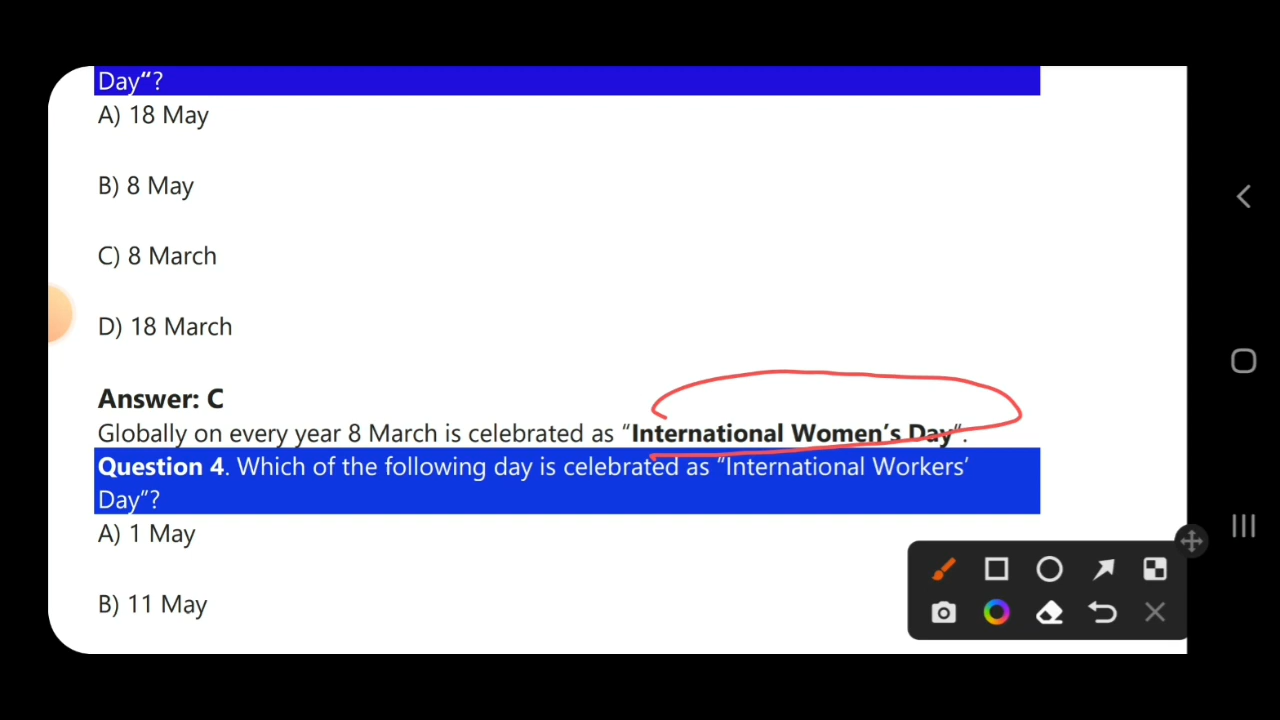 Day“?
A) 18 May
B) 8 May
C) 8 March
D) 18 March
Answer: C
Globally on every year 8 March is celebrated as “International Women’s Day“.
Question 4. Which of the following day is celebrated as “International Workers’
Day”?
A) 1 May
B) 11 May